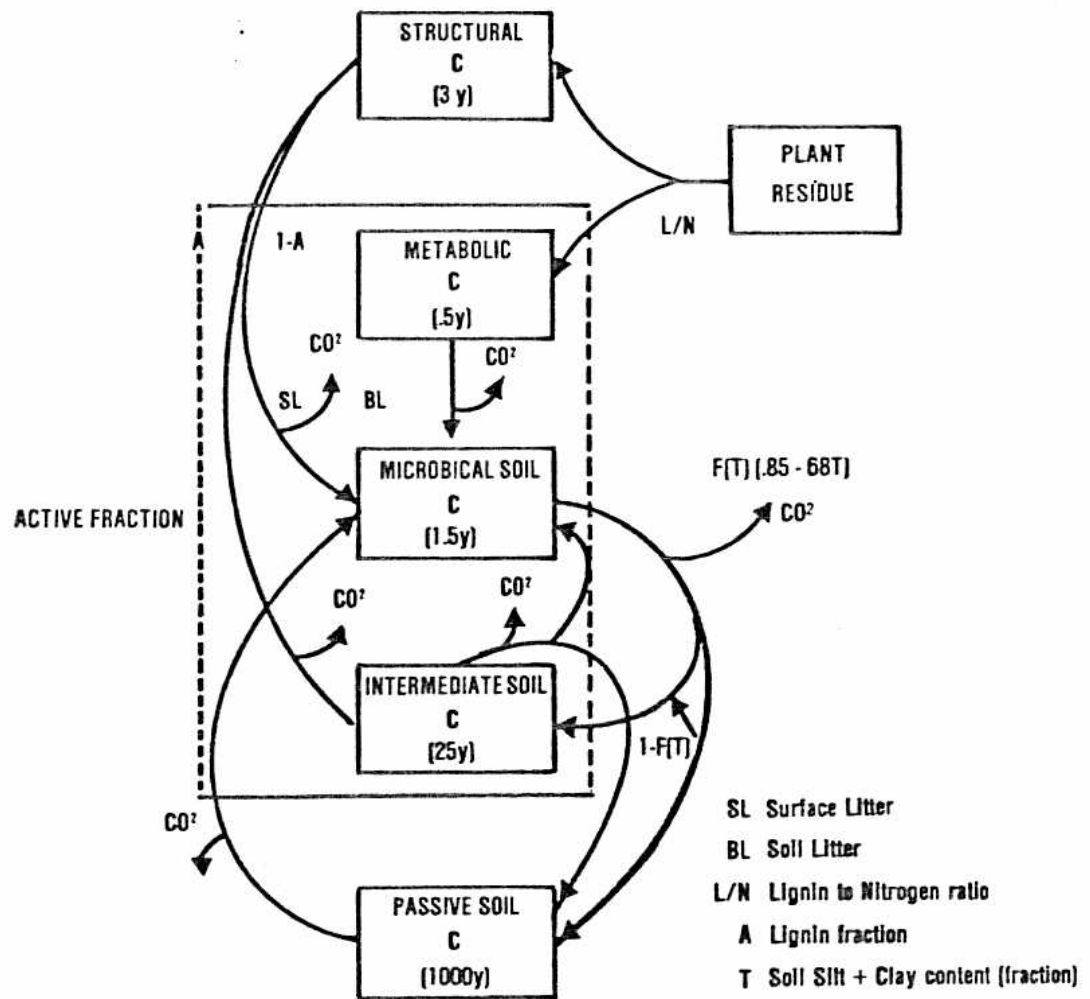 STRUCTURAL
C
(3 y)
PLANT
RESÍDUE
L/N
A
1-A
METABOLIC
C
(.5y)
CO²
CO²
SL
BL
MICROBICAL SOIL
C
(1.5y)
F(T) (.85 - 68T)
CO²
ACTIVE FRACTION
CO²
CO²
INTERMEDIATE SOIL
C
(25y)
1-F(T)
CO²
PASSIVE SOIL
C
(1000y)
SL Surface Litter
BL Soil Litter
L/N Lignin to Nitrogen ratio
A Lignin fraction
T Soil Silt + Clay content (fraction)